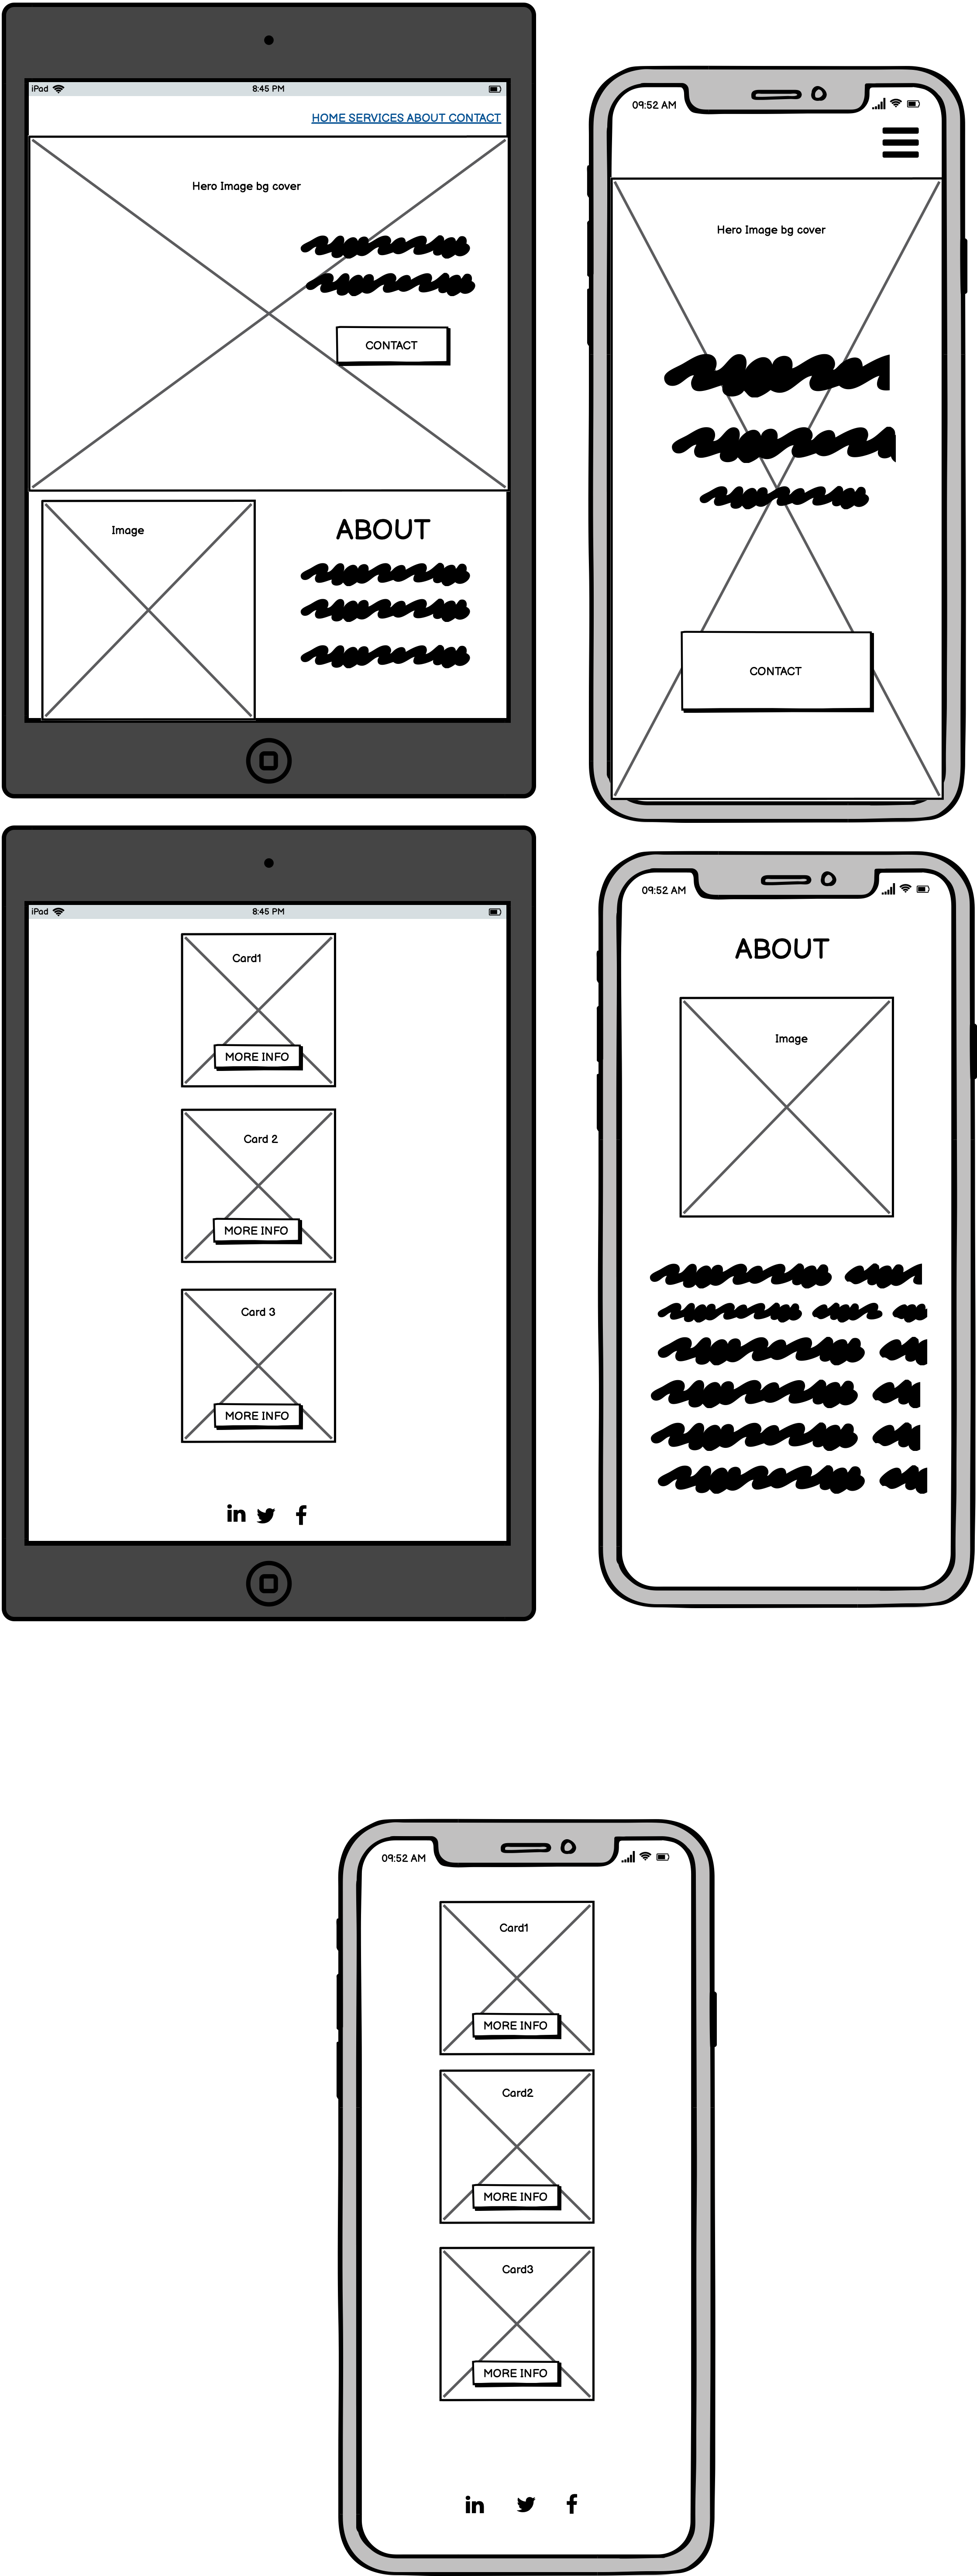 iPad
8:45 PM
HOME SERVICES ABOUT CONTACT
Hero Image bg cover
CONTACT
Image
ABOUT
09:52 AM
Hero Image bg cover
CONTACT
iPad
8:45 PM
Card1
MORE INFO
Card 2
MORE INFO
Card 3
MORE INFO
in
09:52 AM
ABOUT
Image
09:52 AM
Card1
MORE INFO
Card2
MORE INFO
Card3
MORE INFO
in